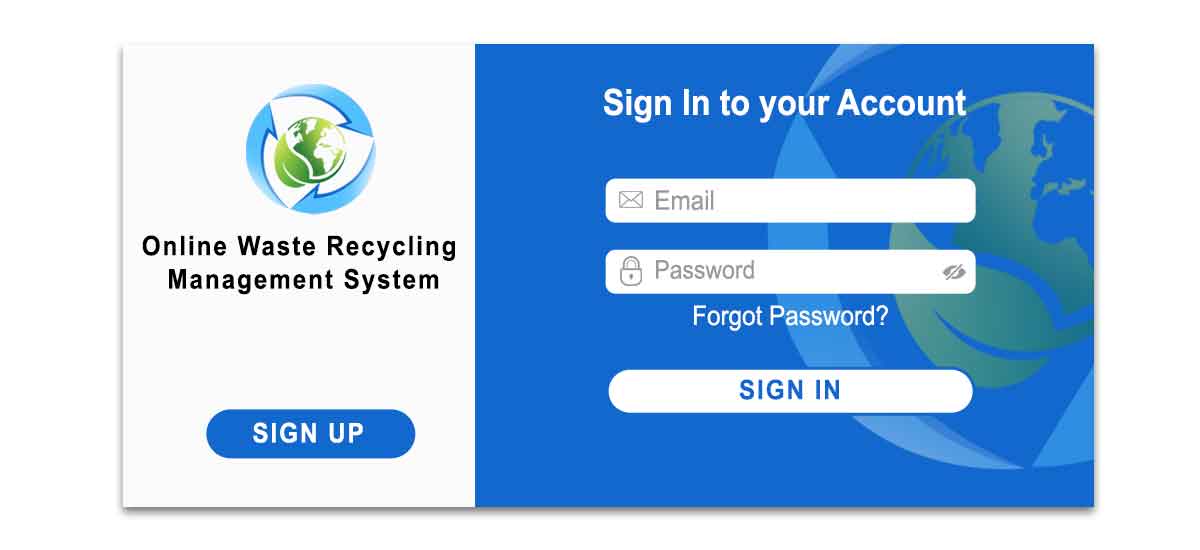 Online Waste Recycling
Management System
SIGN UP
Sign In to your Account
Email
Password
Forgot Password?
SIGN IN